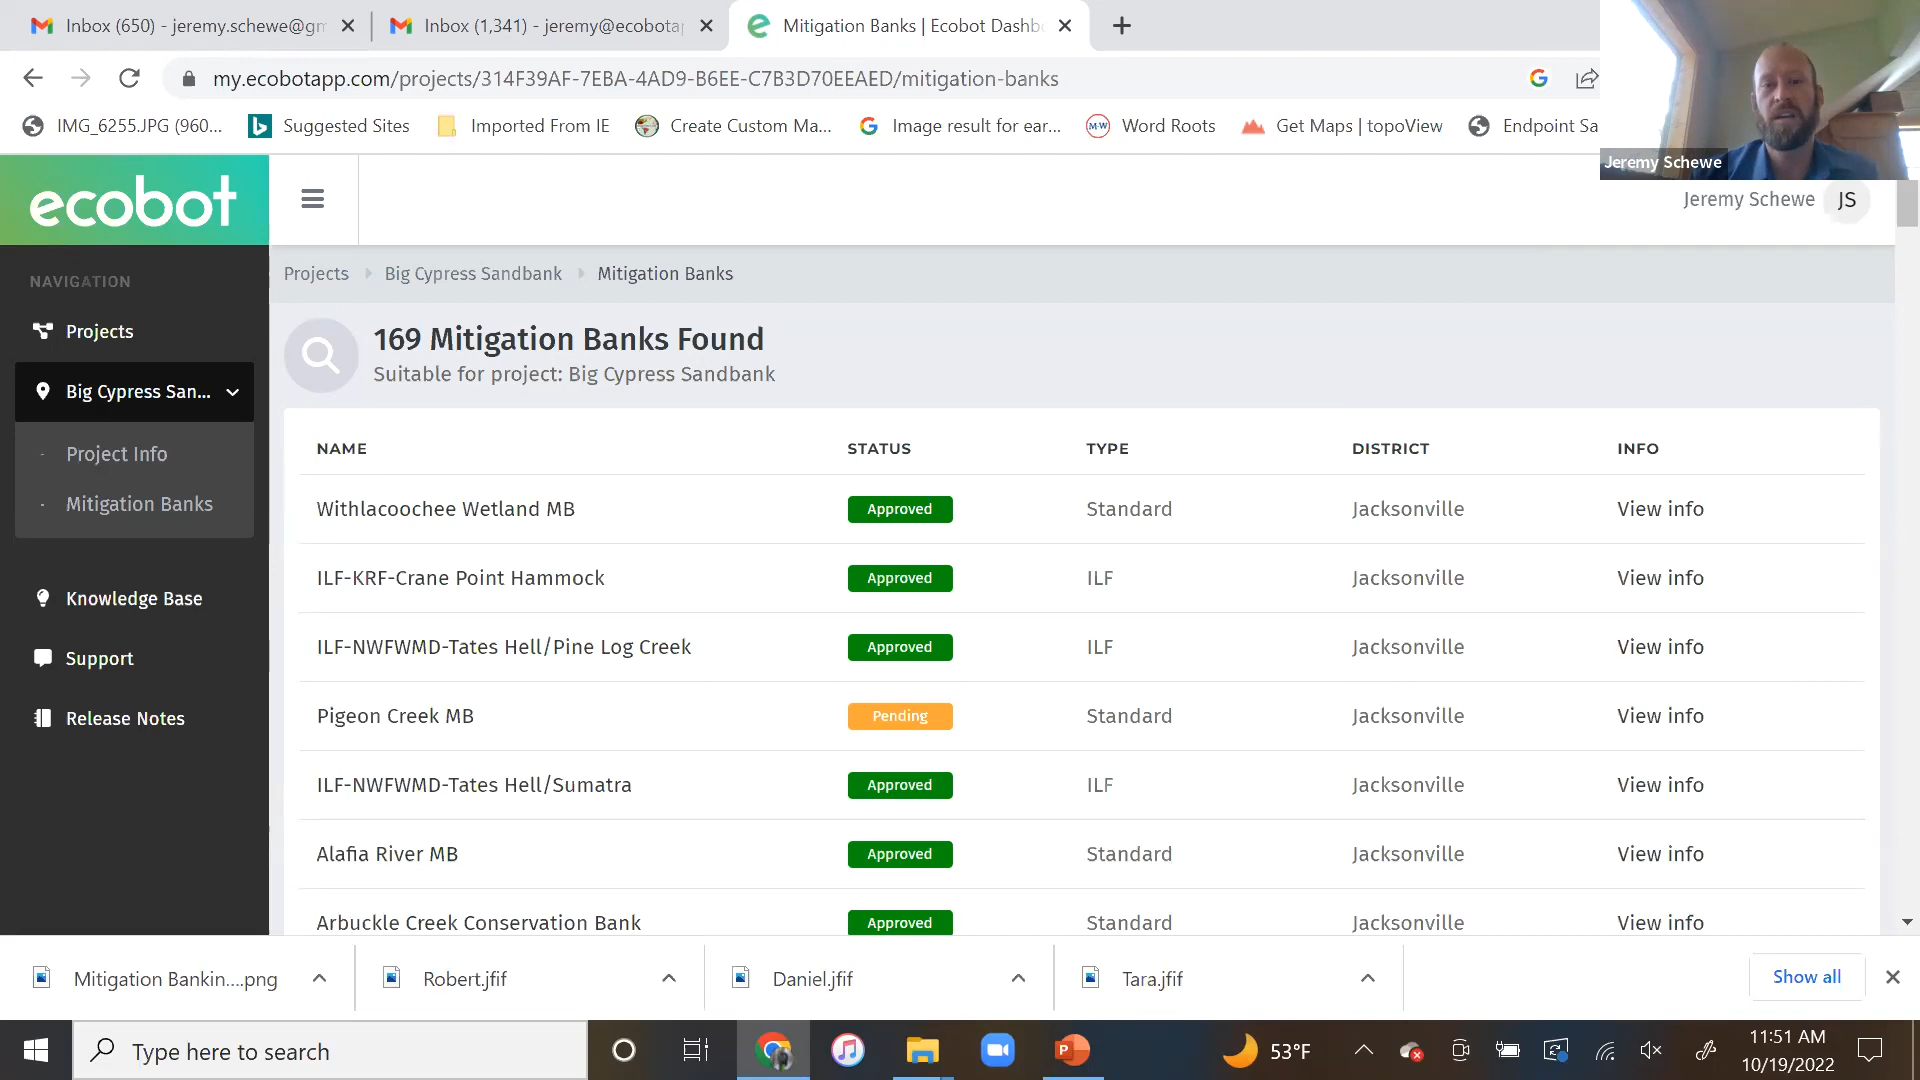 Inbox (650) - jeremy.schewe@gm
Inbox (1,341) - jeremy@ecobota
Mitigation Banks | Ecobot Dashb
my.ecobotapp.com/projects/314F39AF-7EBA-4AD9-B6EE-C7B3D70EEAED/mitigation-banks
IMG_6255.JPG (960... Suggested Sites Imported From IE Create Custom Ma... Image result for ear... M-W Word Roots Get Maps | topoView Endpoint Sa
Jeremy Schewe
ecobot
Jeremy Schewe JS
NAVIGATION
Projects
Big Cypress San...
- Project Info
- Mitigation Banks
Knowledge Base
Support
Release Notes
Projects Big Cypress Sandbank Mitigation Banks
169 Mitigation Banks Found
Suitable for project: Big Cypress Sandbank
NAME STATUS TYPE DISTRICT INFO
Withlacoochee Wetland MB Approved Standard Jacksonville View info
ILF-KRF-Crane Point Hammock Approved ILF Jacksonville View info
ILF-NWFWMD-Tates Hell/Pine Log Creek Approved ILF Jacksonville View info
Pigeon Creek MB Pending Standard Jacksonville View info
ILF-NWFWMD-Tates Hell/Sumatra Approved ILF Jacksonville View info
Alafia River MB Approved Standard Jacksonville View info
Arbuckle Creek Conservation Bank Approved Standard Jacksonville View info
Mitigation Bankin....png Robert.jfif Daniel.jfif Tara.jfif Show all
Type here to search
53°F
11:51 AM
10/19/2022